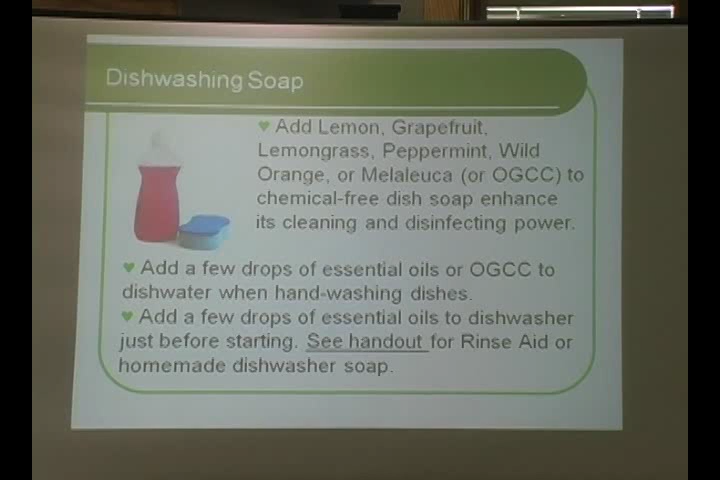 Dishwashing Soap
♥ Add Lemon, Grapefruit,
Lemongrass, Peppermint, Wild
Orange, or Melaleuca (or OGCC) to
chemical-free dish soap enhance
its cleaning and disinfecting power.
♥ Add a few drops of essential oils or OGCC to
dishwater when hand-washing dishes.
♥ Add a few drops of essential oils to dishwasher
just before starting. See handout for Rinse Aid or
homemade dishwasher soap.